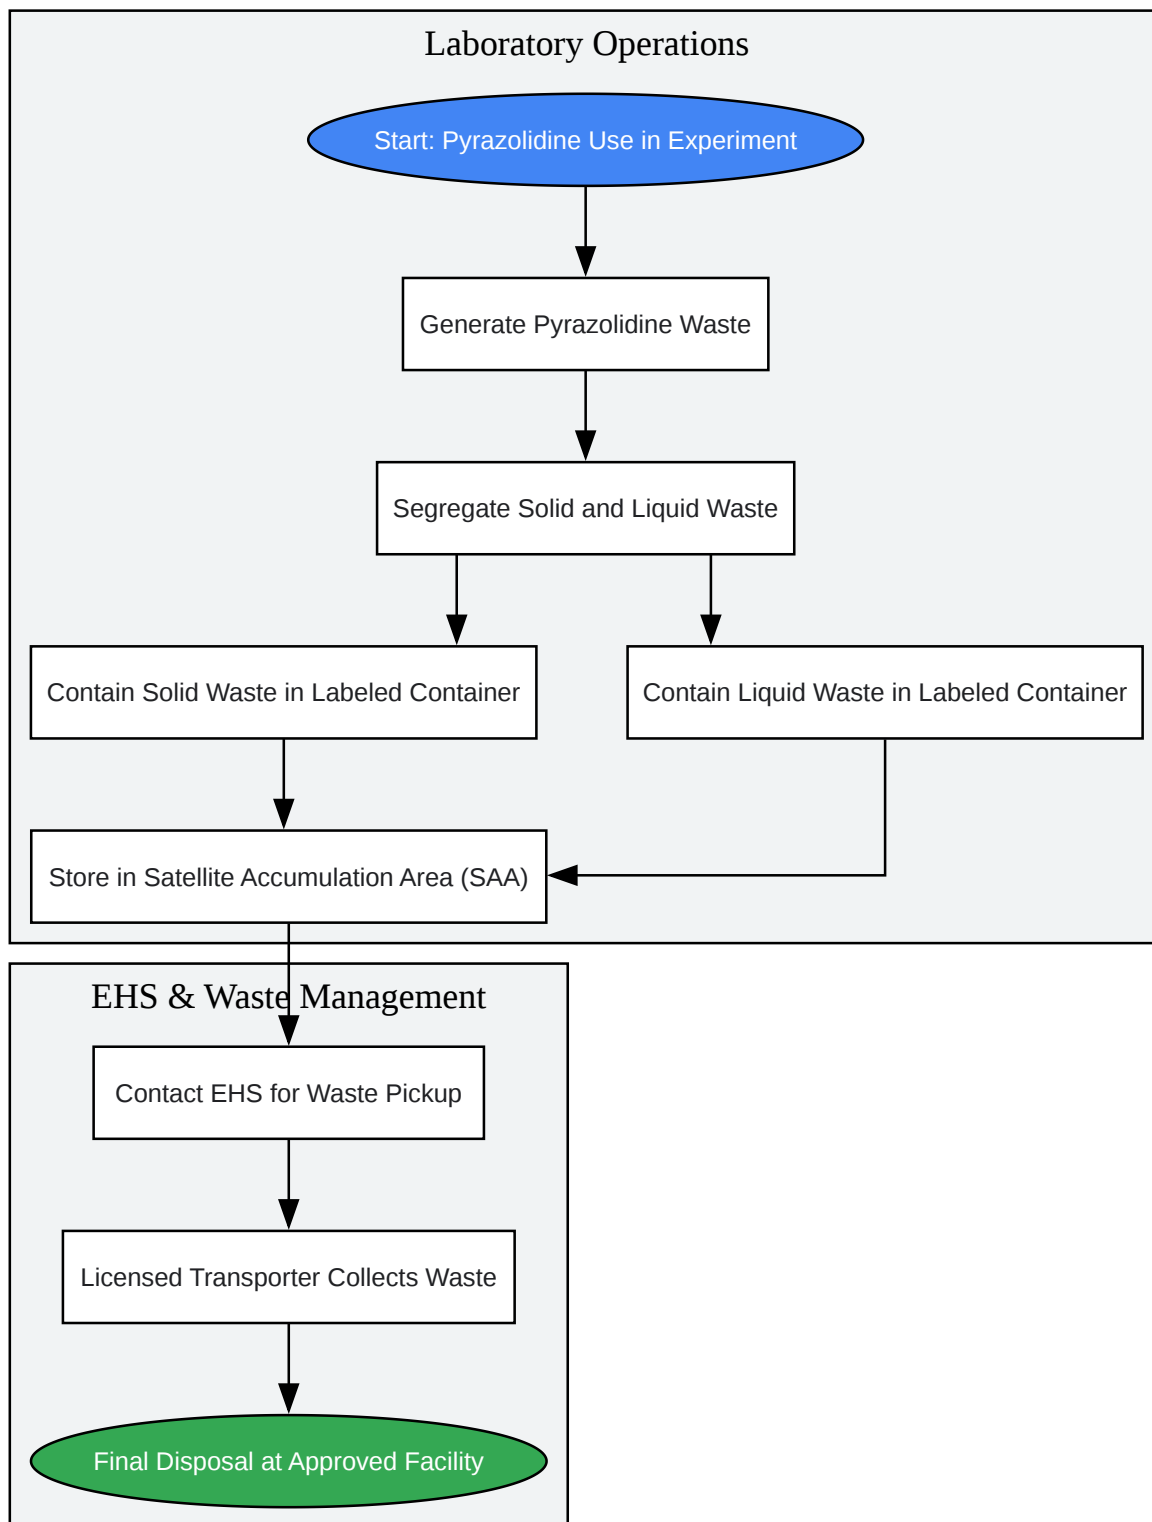 Laboratory Operations
Start: Pyrazolidine Use in Experiment
Generate Pyrazolidine Waste
Segregate Solid and Liquid Waste
Contain Solid Waste in Labeled Container
Contain Liquid Waste in Labeled Container
Store in Satellite Accumulation Area (SAA)
EHS & Waste Management
Contact EHS for Waste Pickup
Licensed Transporter Collects Waste
Final Disposal at Approved Facility